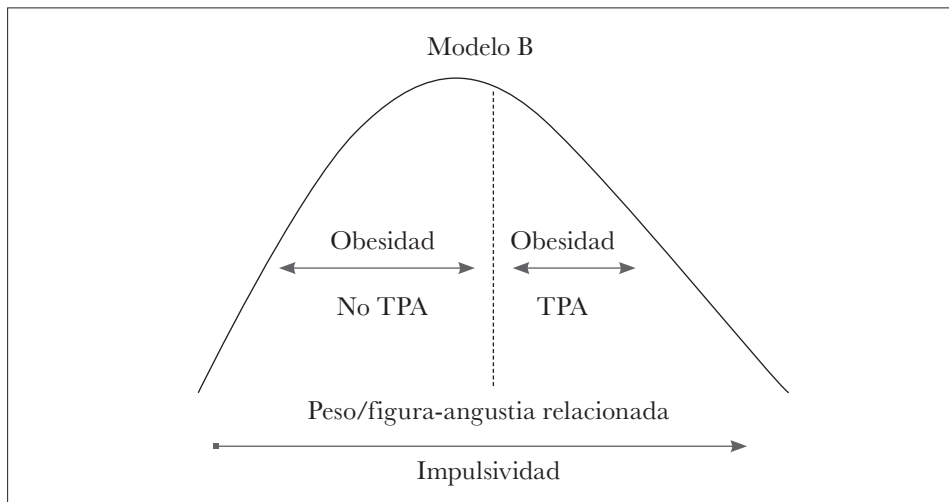 Modelo B
Obesidad Obesidad
No TPA TPA
Peso/figura-angustia relacionada
Impulsividad